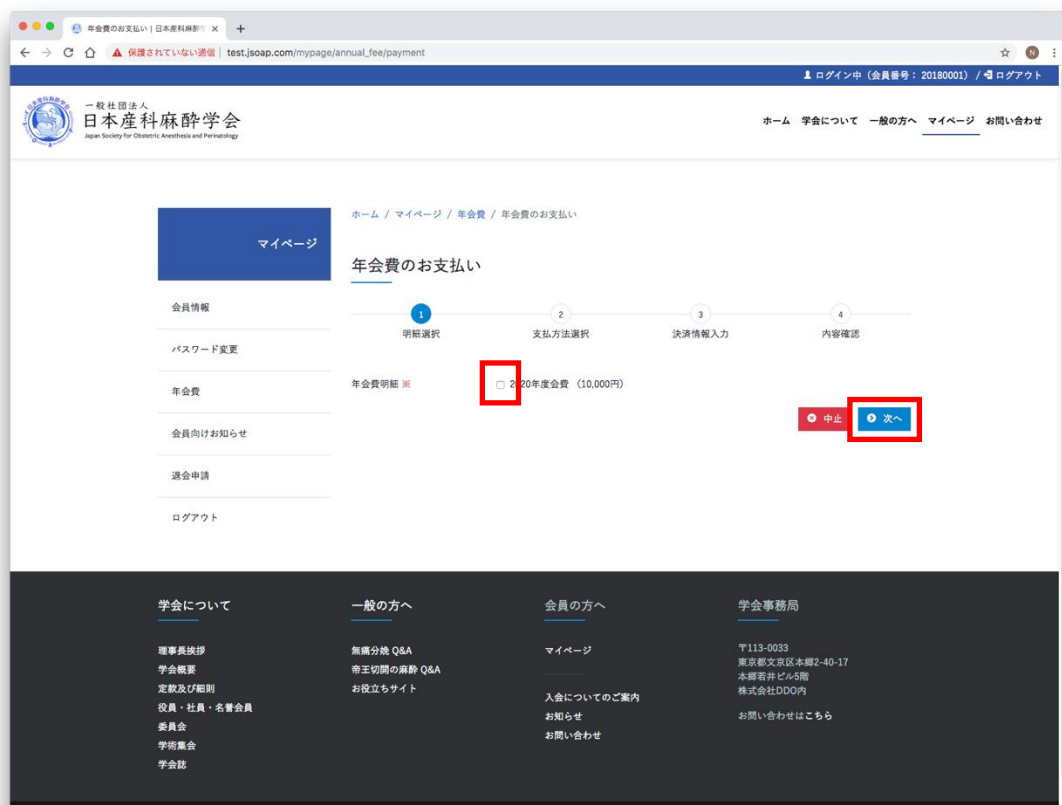 年会費のお支払い | 日本産科麻酔学
保護されていない通信 | test.jsoap.com/mypage/annual_fee/payment
N
ログイン中（会員番号： 20180001） / ログアウト
一般社団法人
日本産科麻酔学会
Japan Society for Obstetric Anesthesia and Perinatology
ホーム 学会について 一般の方へ マイページ お問い合わせ
ホーム / マイページ / 年会費 / 年会費のお支払い
マイページ
年会費のお支払い
会員情報
パスワード変更
年会費
会員向けお知らせ
退会申請
ログアウト
1 2 3 4
明細選択 支払方法選択 決済情報入力 内容確認
年会費明細 ※ 2020年度会費 （10,000円）
中止 次へ
学会について
理事長挨拶
学会概要
定款及び細則
役員・社員・名誉会員
委員会
学術集会
学会誌
一般の方へ
無痛分娩 Q&A
帝王切開の麻酔 Q&A
お役立ちサイト
会員の方へ
マイページ
入会についてのご案内
お知らせ
お問い合わせ
学会事務局
〒113-0033
東京都文京区本郷2-40-17
本郷若井ビル5階
株式会社DDO内
お問い合わせはこちら